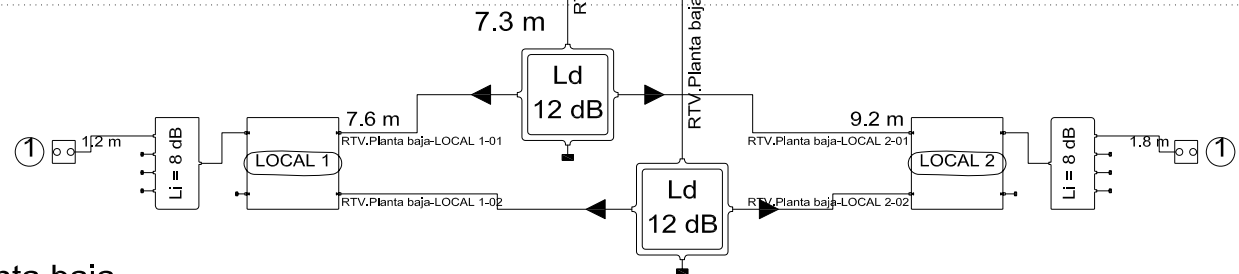 7.3 m
RTV.Planta baja
Ld
12 dB
7.6 m
9.2 m
RTV.Planta baja-LOCAL 1-01
RTV.Planta baja-LOCAL 2-01
1
1.2 m
Li = 8 dB
LOCAL 1
LOCAL 2
Li = 8 dB
1.8 m
1
Ld
12 dB
RTV.Planta baja-LOCAL 1-02
RTV.Planta baja-LOCAL 2-02
baja